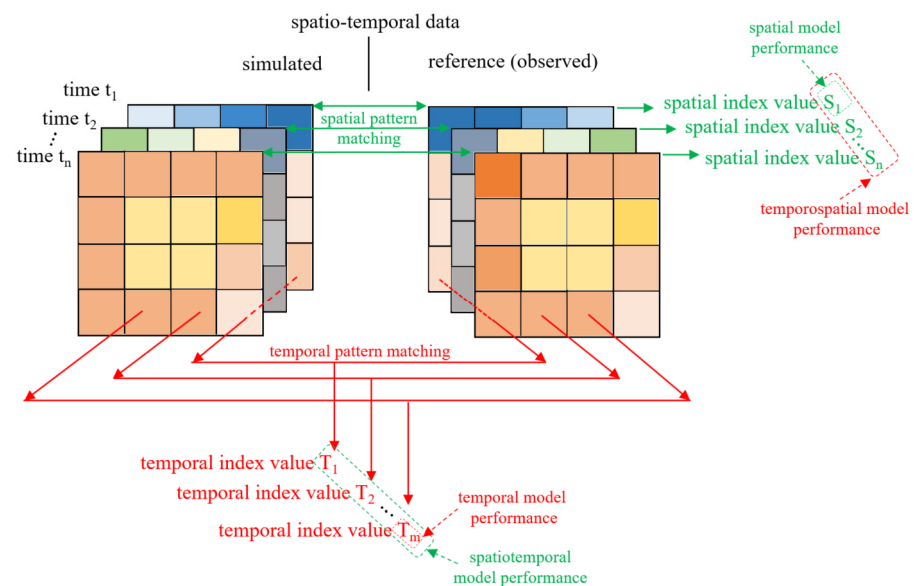 spatio-temporal data
simulated
reference (observed)
spatial model
performance
time t1
time t2
⋮
time tn
spatial pattern
matching
spatial index value S1
spatial index value S2
⋱
spatial index value Sn
temporospatial model
performance
temporal pattern matching
temporal index value T1
temporal index value T2
⋱
temporal index value Tm
temporal model
performance
spatiotemporal
model performance